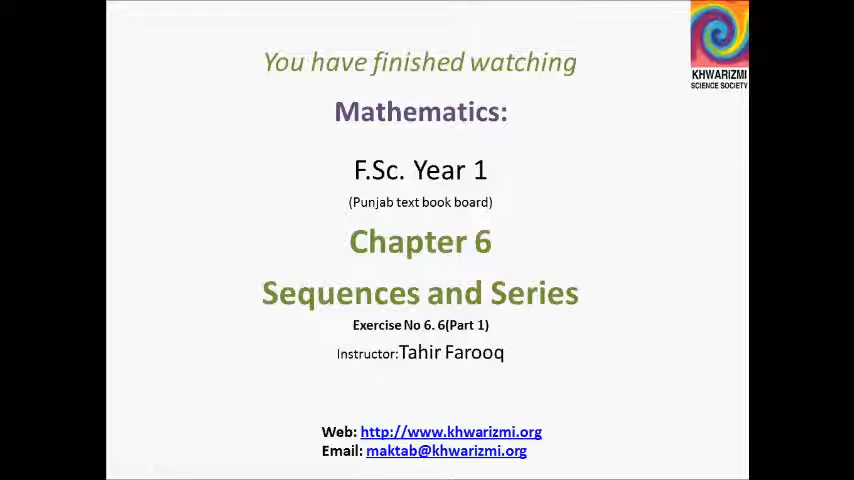 KHWARIZMI
SCIENCE SOCIETY
You have finished watching
Mathematics:
F.Sc. Year 1
(Punjab text book board)
Chapter 6
Sequences and Series
Exercise No 6. 6(Part 1)
Instructor:Tahir Farooq
Web: http://www.khwarizmi.org
Email: maktab@khwarizmi.org